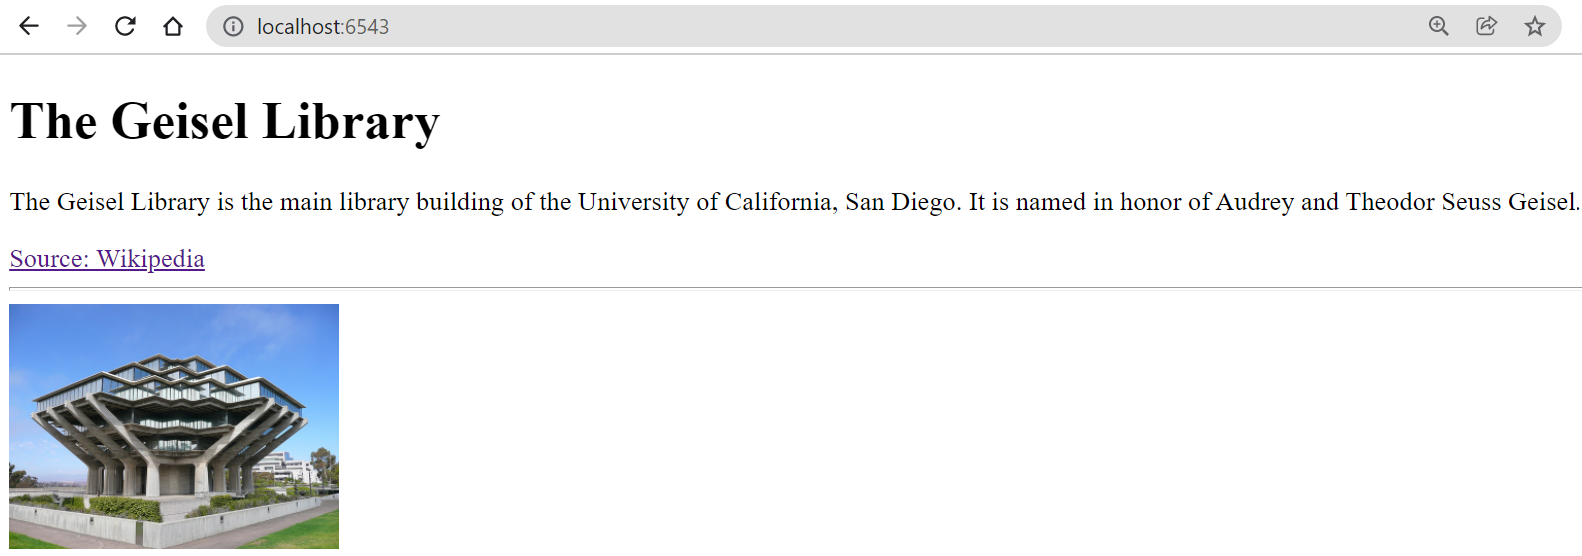 localhost:6543
The Geisel Library
The Geisel Library is the main library building of the University of California, San Diego. It is named in honor of Audrey and Theodor Seuss Geisel.
Source: Wikipedia